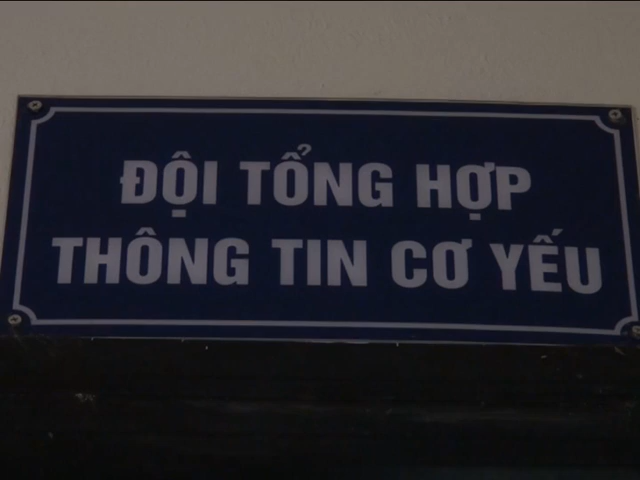 ĐỘI TỔNG HỢP
THÔNG TIN CƠ YẾU